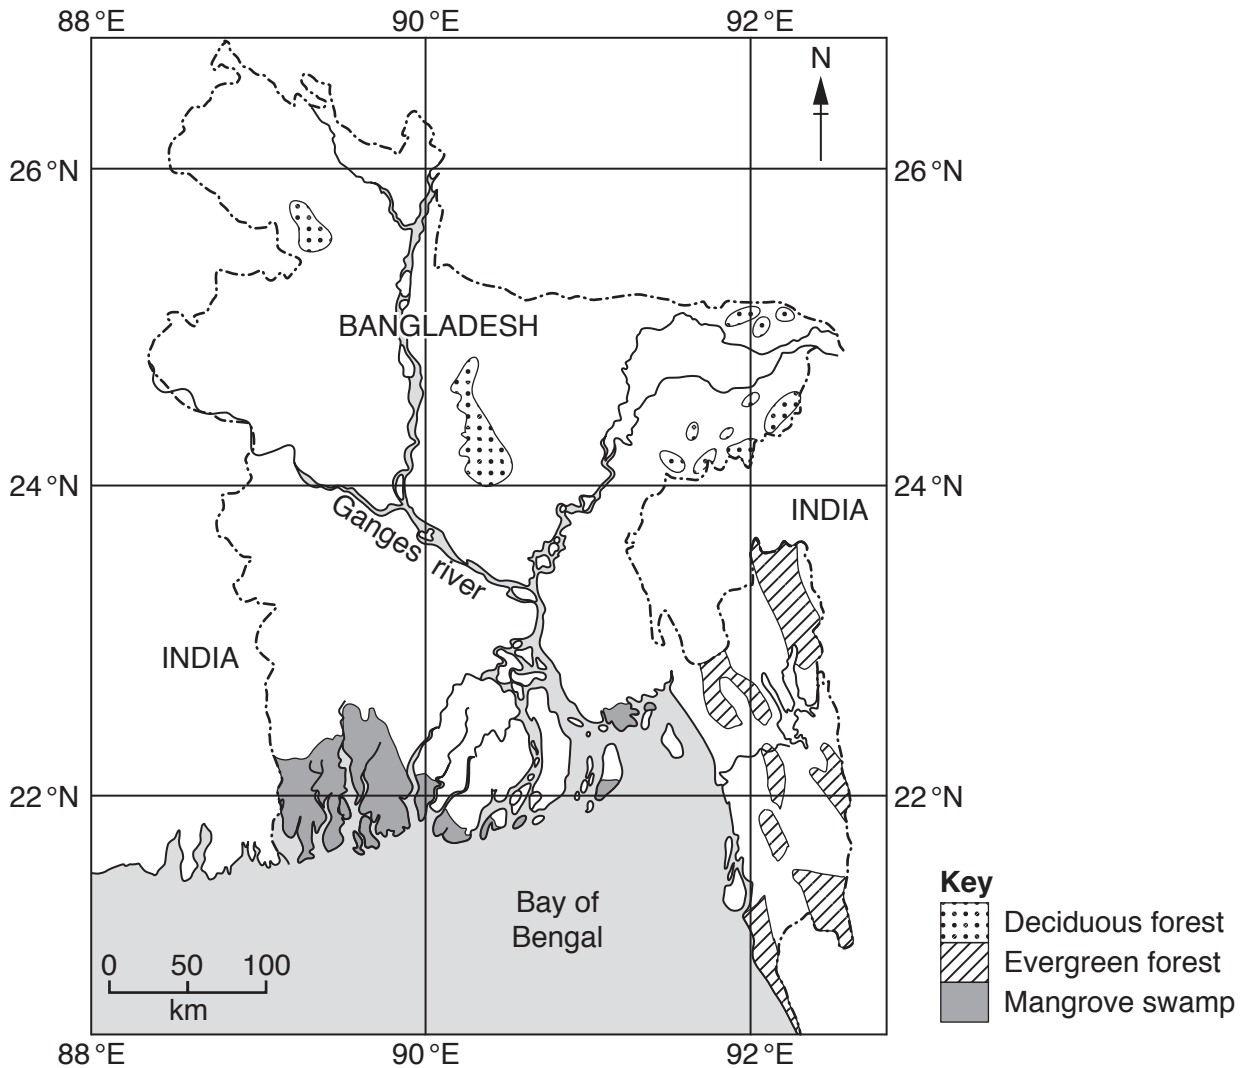 88 °E 90 °E 92 °E
N
26 °N 26 °N
BANGLADESH
24 °N 24 °N
INDIA
Ganges river
INDIA
22 °N 22 °N
Key
Deciduous forest
Evergreen forest
Mangrove swamp
Bay of
Bengal
0 50 100
km
88 °E 90 °E 92 °E